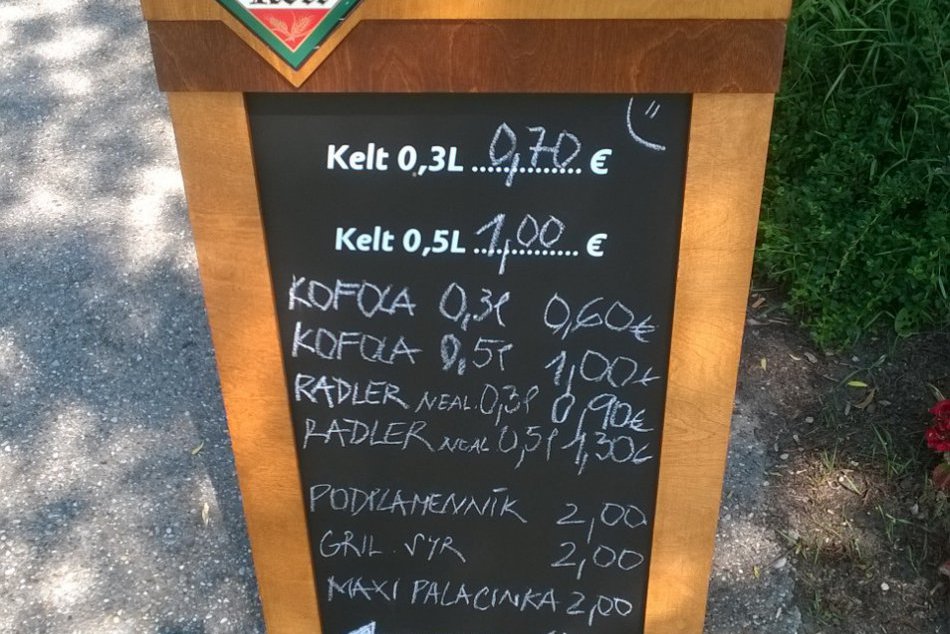 Kelt 0,3L 0,70 €
Kelt 0,5L 1,00 €
KOFOLA 0,3l 0,60€
KOFOLA 0,5l 1,00€
RADLER NEAL. 0,3l 0,90€
RADLER NEAL 0,5l 1,30€
PODPLAMENNÍK 2,00
GRIL. SYR 2,00
MAXI PALACINKA 2,00